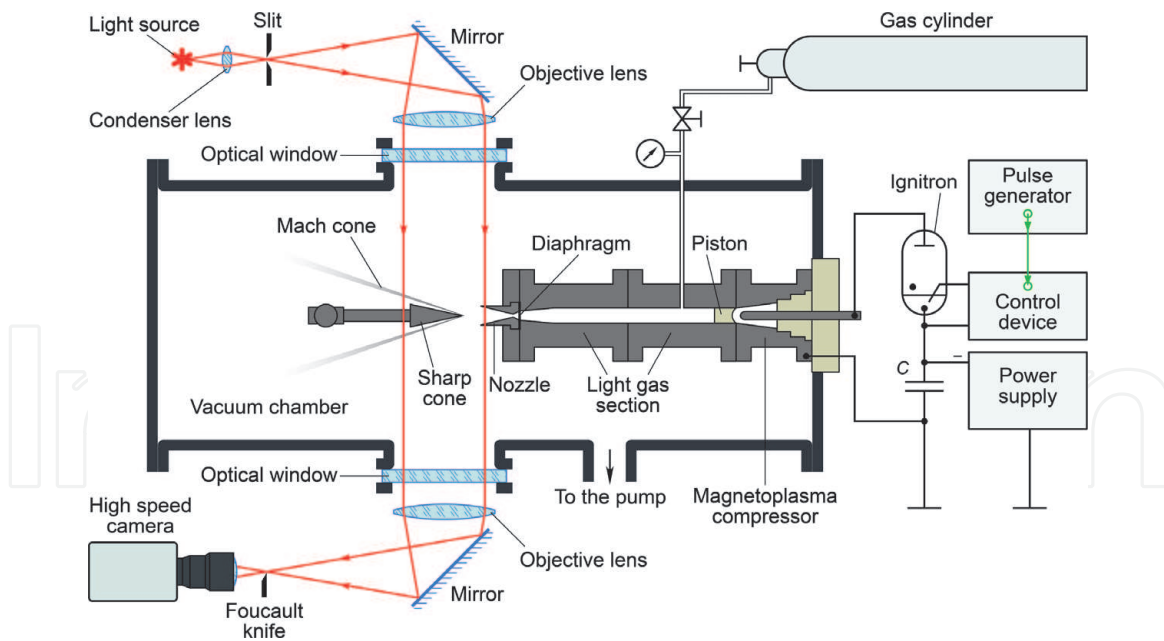 Light source
Slit
Mirror
Gas cylinder
Condenser lens
Objective lens
Optical window
Ignitron
Pulse
generator
Mach cone
Diaphragm
Piston
Control
device
Sharp
cone
Nozzle
Light gas
section
C
–
Power
supply
Vacuum chamber
Optical window
To the pump
Magnetoplasma
compressor
High speed
camera
Objective lens
Foucault
knife
Mirror